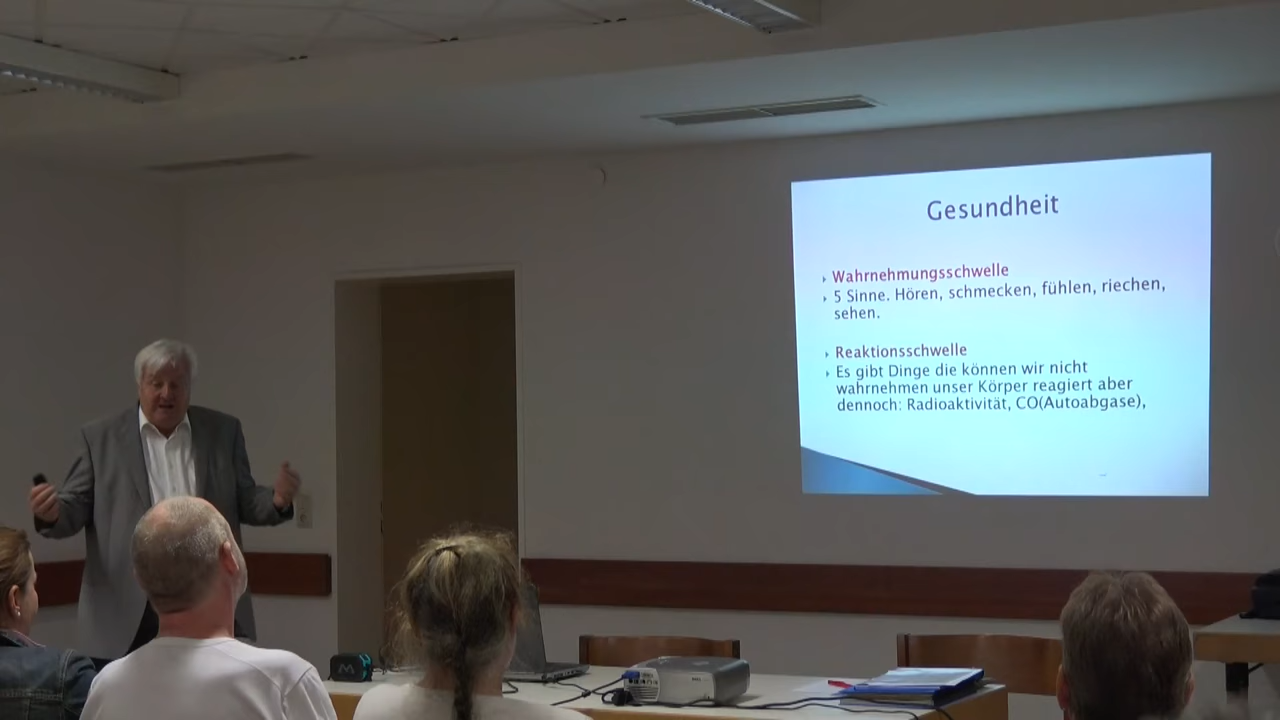 Gesundheit
Wahrnehmungsschwelle
5 Sinne. Hören, schmecken, fühlen, riechen,
sehen.
Reaktionsschwelle
Es gibt Dinge die können wir nicht
wahrnehmen unser Körper reagiert aber
dennoch: Radioaktivität, CO(Autoabgase),